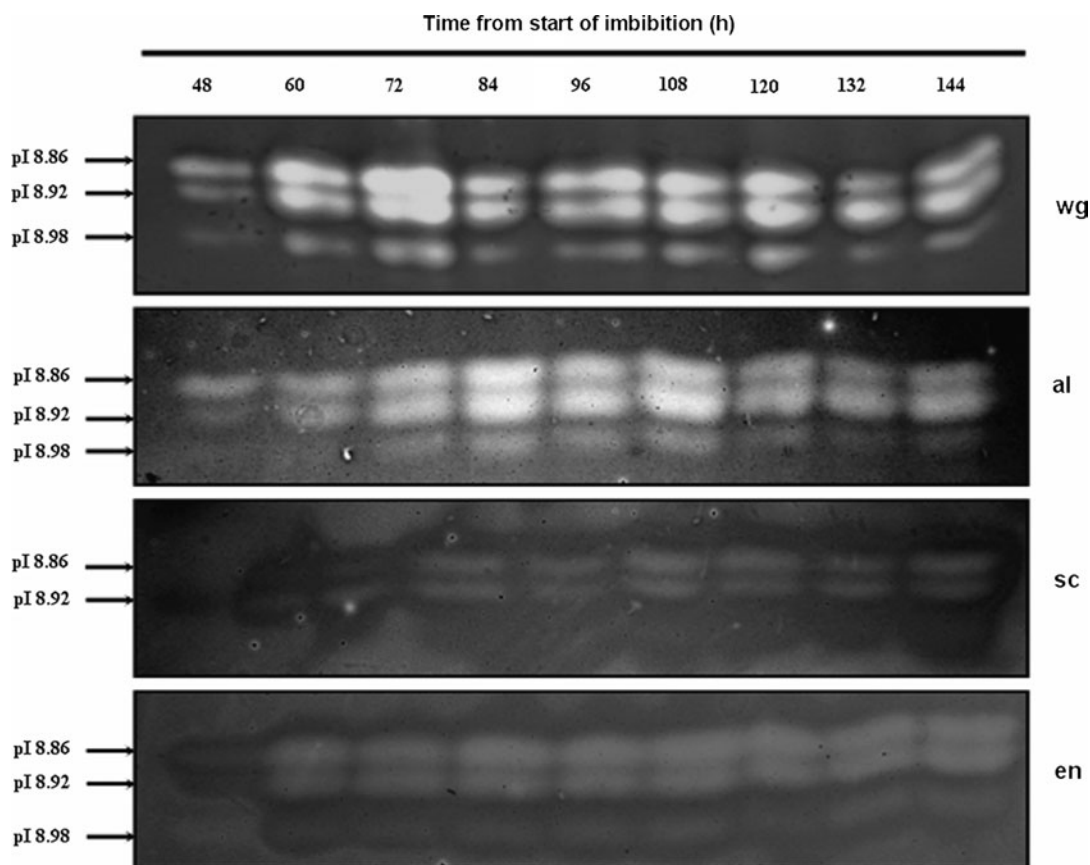 Time from start of imbibition (h)
48 60 72 84 96 108 120 132 144
pI 8.86
pI 8.92
pI 8.98
wg
pI 8.86
pI 8.92
pI 8.98
al
pI 8.86
pI 8.92
sc
pI 8.86
pI 8.92
pI 8.98
en